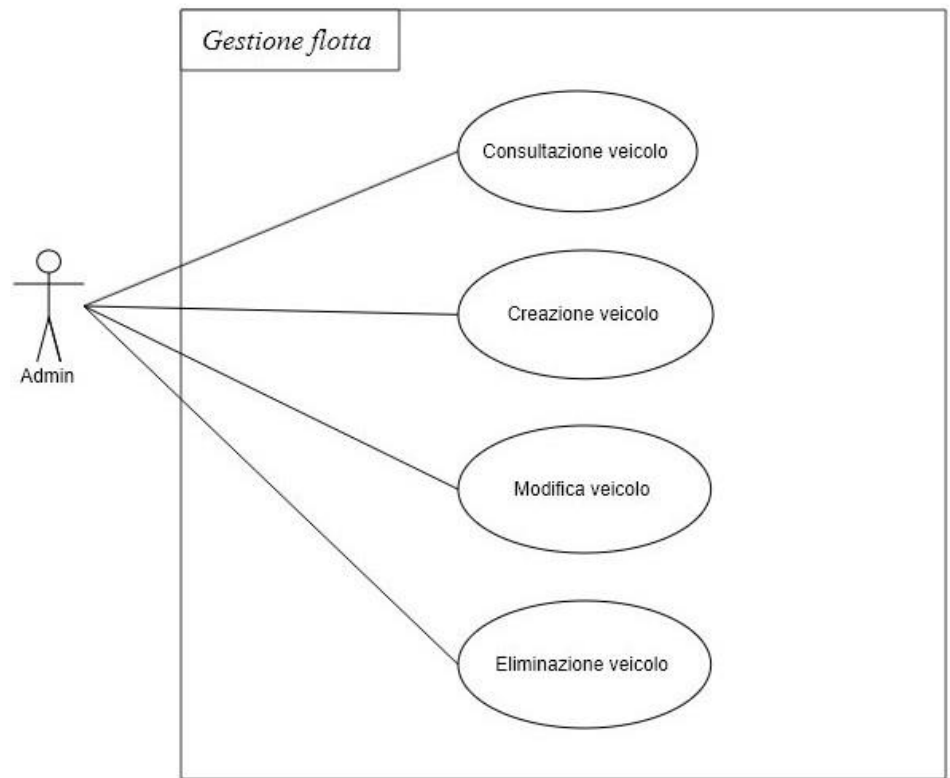 Gestione flotta
Consultazione veicolo
Creazione veicolo
Admin
Modifica veicolo
Eliminazione veicolo